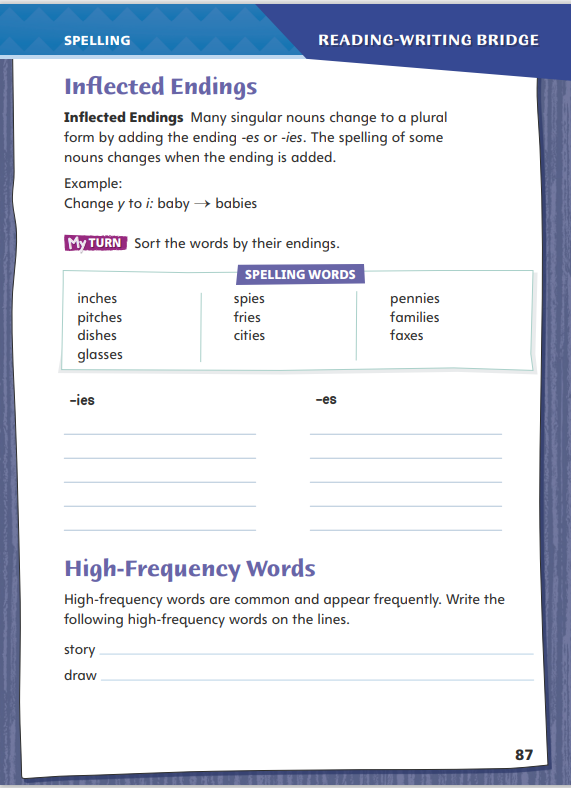 SPELLING
READING-WRITING BRIDGE
Inflected Endings
Inflected Endings Many singular nouns change to a plural
form by adding the ending -es or -ies. The spelling of some
nouns changes when the ending is added.
Example:
Change y to i: baby → babies
My TURN Sort the words by their endings.
SPELLING WORDS
inches
pitches
dishes
glasses
spies
fries
cities
pennies
families
faxes
-ies
-es
High-Frequency Words
High-frequency words are common and appear frequently. Write the
following high-frequency words on the lines.
story
draw
87